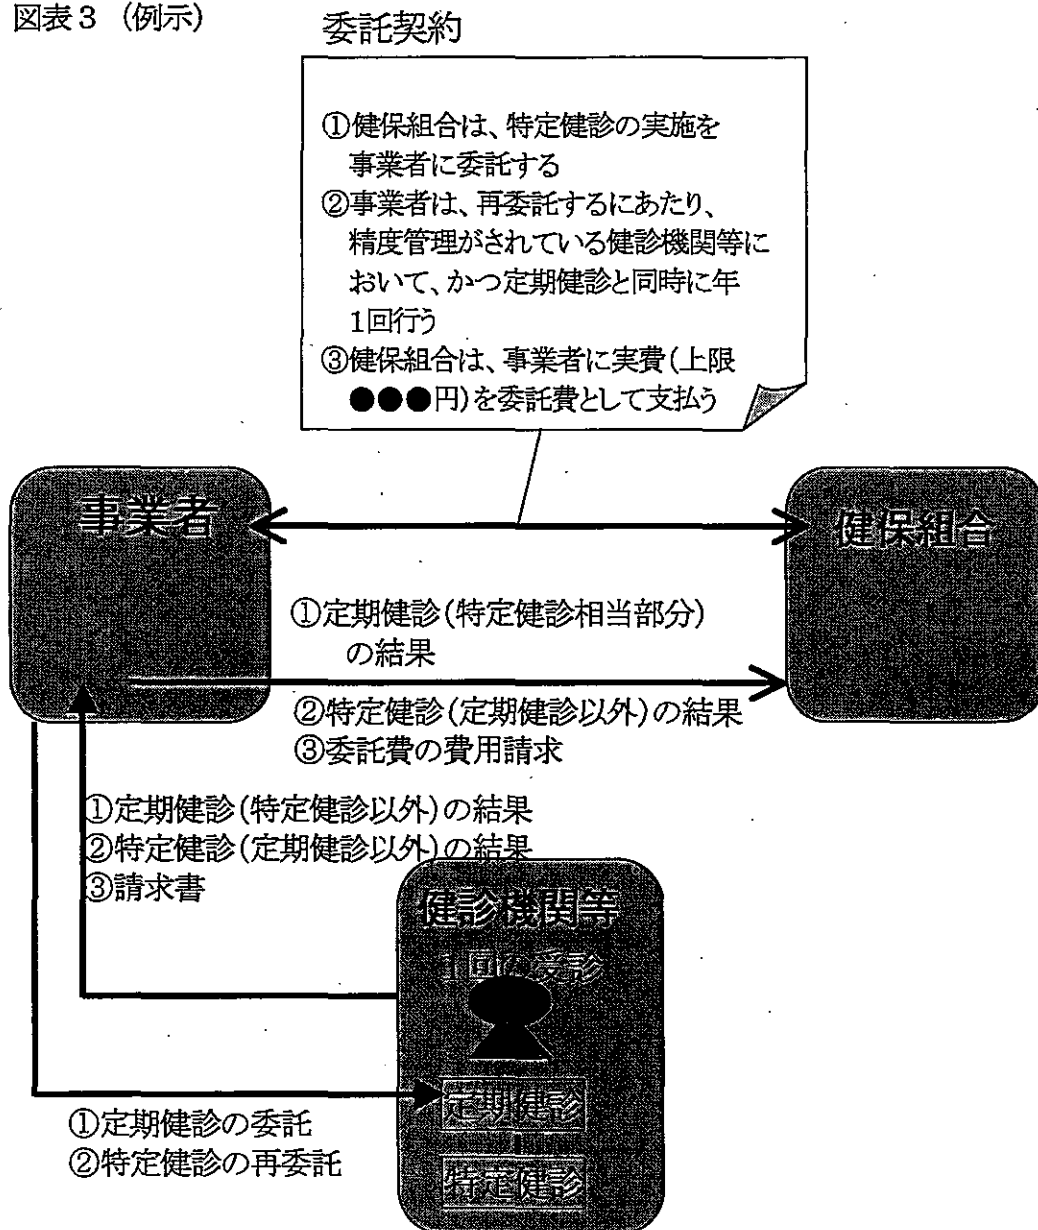 図表3 (例示)
委託契約
①健保組合は、特定健診の実施を
事業者に委託する
②事業者は、再委託するにあたり、
精度管理がされている健診機関等に
おいて、かつ定期健診と同時に年
1回行う
③健保組合は、事業者に実費(上限
●●●円)を委託費として支払う
事業者
健保組合
①定期健診(特定健診相当部分)
の結果
②特定健診(定期健診以外)の結果
③委託費の費用請求
①定期健診(特定健診以外)の結果
②特定健診(定期健診以外)の結果
③請求書
健診機関等
1回の受診
定期健診
特定健診
①定期健診の委託
②特定健診の再委託